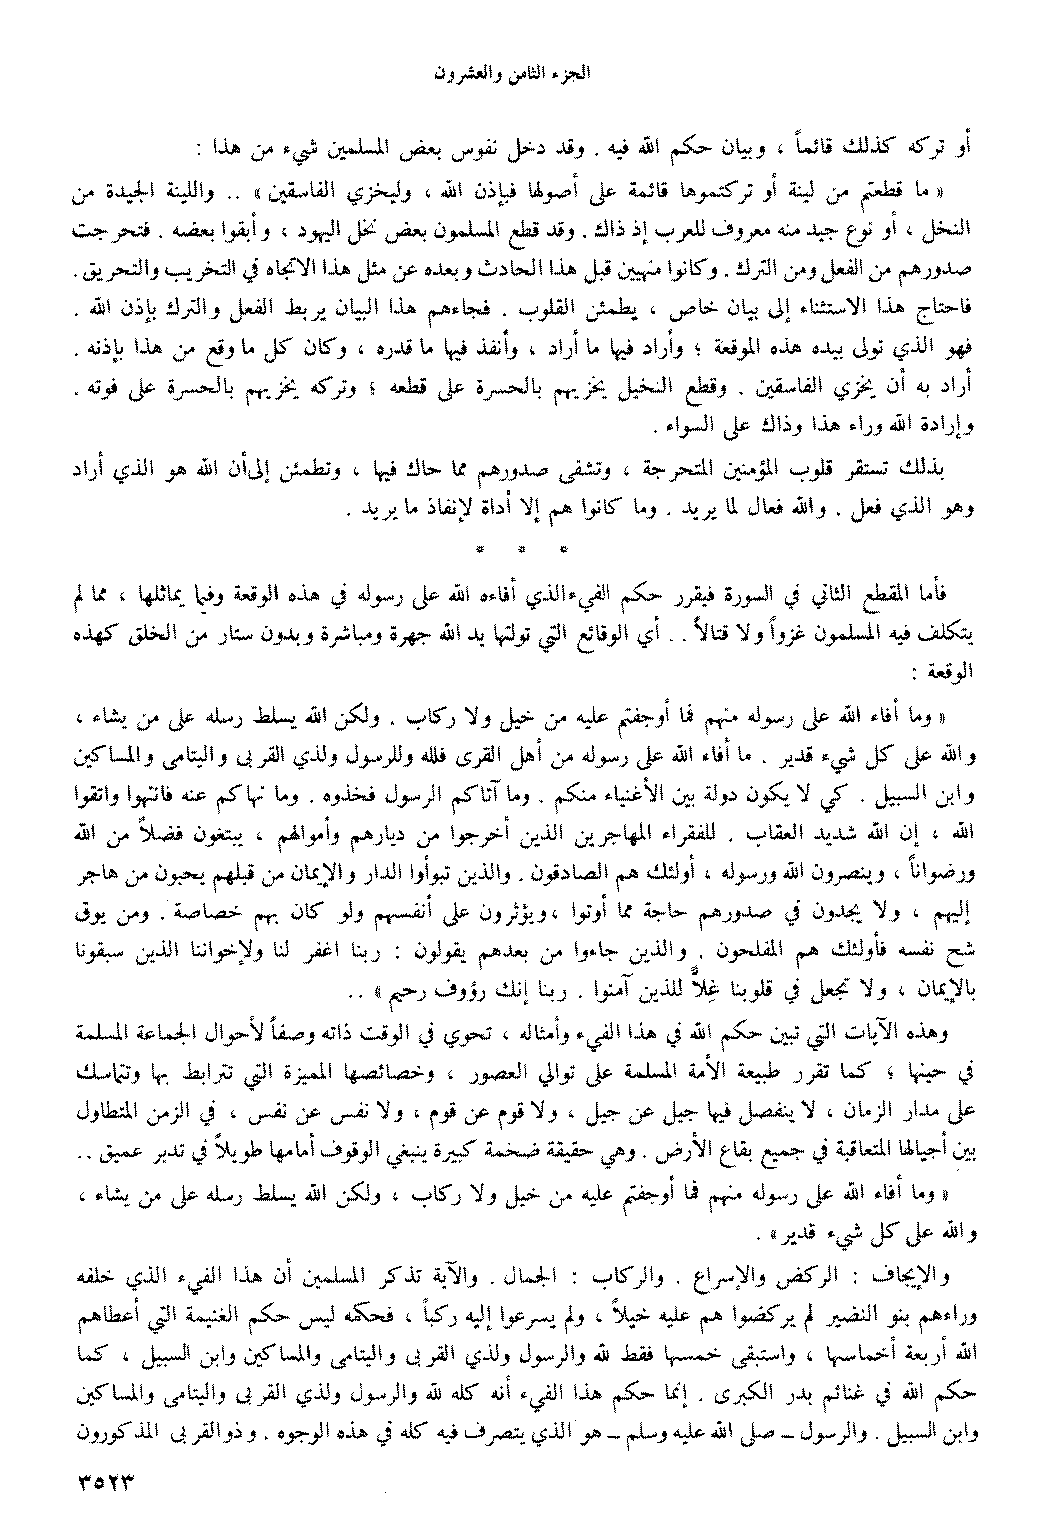 الجزء الثامن والعشرون
أو تركه كذلك قائماً ، وبيان حكم الله فيه . وقد دخل نفوس بعض المسلمين شيء من هذا :
« ما قطعتم من لينة أو تركتموها قائمة على أصولها فبإذن الله ، وليخزي الفاسقين » .. واللينة الجيدة من
النخل ، أو نوع جيد منه معروف للعرب إذ ذاك . وقد قطع المسلمون بعض نخل اليهود ، وأبقوا بعضه . فتحرجت
صدورهم من الفعل ومن الترك . وكانوا منهيين قبل هذا الحادث وبعده عن مثل هذا الاتجاه في التخريب والتحريق .
فاحتاج هذا الاستثناء إلى بيان خاص ، يطمئن القلوب . فجاءهم هذا البيان يربط الفعل والترك بإذن الله .
فهو الذي تولى بيده هذه الموقعة ؛ وأراد فيها ما أراد ، وأنفذ فيها ما قدره ، وكان كل ما وقع من هذا بإذنه .
أراد به أن يخزي الفاسقين . وقطع النخيل يخزيهم بالحسرة على قطعه ؛ وتركه يخزيهم بالحسرة على فوته .
وإرادة الله وراء هذا وذاك على السواء .
بذلك تستقر قلوب المؤمنين المتحرجة ، وتشفى صدورهم مما حاك فيها ، وتطمئن إلى أن الله هو الذي أراد
وهو الذي فعل . والله فعال لما يريد . وما كانوا هم إلا أداة لإنفاذ ما يريد .
* * *
فأما المقطع الثاني في السورة فيقرر حكم الفيء الذي أفاءه الله على رسوله في هذه الوقعة وفيما يماثلها ، مما لم
يتكلف فيه المسلمون غزواً ولا قتالاً .. أي الوقائع التي تولتها يد الله جهرة ومباشرة وبدون ستار من الخلق كهذه
الوقعة :
« وما أفاء الله على رسوله منهم فما أوجفتم عليه من خيل ولا ركاب . ولكن الله يسلط رسله على من يشاء ،
والله على كل شيء قدير . ما أفاء الله على رسوله من أهل القرى فلله وللرسول ولذي القربى واليتامى والمساكين
وابن السبيل . كي لا يكون دولة بين الأغنياء منكم . وما آتاكم الرسول فخذوه . وما نهاكم عنه فانتهوا واتقوا
الله ، إن الله شديد العقاب . للفقراء المهاجرين الذين أخرجوا من ديارهم وأموالهم ، يبتغون فضلاً من الله
ورضواناً ، وينصرون الله ورسوله ، أولئك هم الصادقون . والذين تبوأوا الدار والإيمان من قبلهم يحبون من هاجر
إليهم ، ولا يجدون في صدورهم حاجة مما أوتوا ، ويؤثرون على أنفسهم ولو كان بهم خصاصة . ومن يوق
شح نفسه فأولئك هم المفلحون . والذين جاءوا من بعدهم يقولون : ربنا اغفر لنا ولإخواننا الذين سبقونا
بالإيمان ، ولا تجعل في قلوبنا غِلاًّ للذين آمنوا . ربنا إنك رؤوف رحيم » ..
وهذه الآيات التي تبين حكم الله في هذا الفيء وأمثاله ، تحوي في الوقت ذاته وصفاً لأحوال الجماعة المسلمة
في حينها ؛ كما تقرر طبيعة الأمة المسلمة على توالي العصور ، وخصائصها المميزة التي تترابط بها وتتماسك
على مدار الزمان ، لا ينفصل فيها جيل عن جيل ، ولا قوم عن قوم ، ولا نفس عن نفس ، في الزمن المتطاول
بين أجيالها المتعاقبة في جميع بقاع الأرض . وهي حقيقة ضخمة كبيرة ينبغي الوقوف أمامها طويلاً في تدبر عميق ..
« وما أفاء الله على رسوله منهم فما أوجفتم عليه من خيل ولا ركاب ، ولكن الله يسلط رسله على من يشاء ،
والله على كل شيء قدير » .
والإيجاف : الركض والإسراع . والركاب : الجمال . والآية تذكر المسلمين أن هذا الفيء الذي خلفه
وراءهم بنو النضير لم يركضوا هم عليه خيلاً ، ولم يسرعوا إليه ركباً ، فحكمه ليس حكم الغنيمة التي أعطاهم
الله أربعة أخماسها ، واستبقى خمسها فقط لله والرسول ولذي القربى واليتامى والمساكين وابن السبيل ، كما
حكم الله في غنائم بدر الكبرى . إنما حكم هذا الفيء أنه كله لله والرسول ولذي القربى واليتامى والمساكين
وابن السبيل . والرسول – صلى الله عليه وسلم – هو الذي يتصرف فيه كله في هذه الوجوه . وذو القربى المذكورون
٣٥٢٣